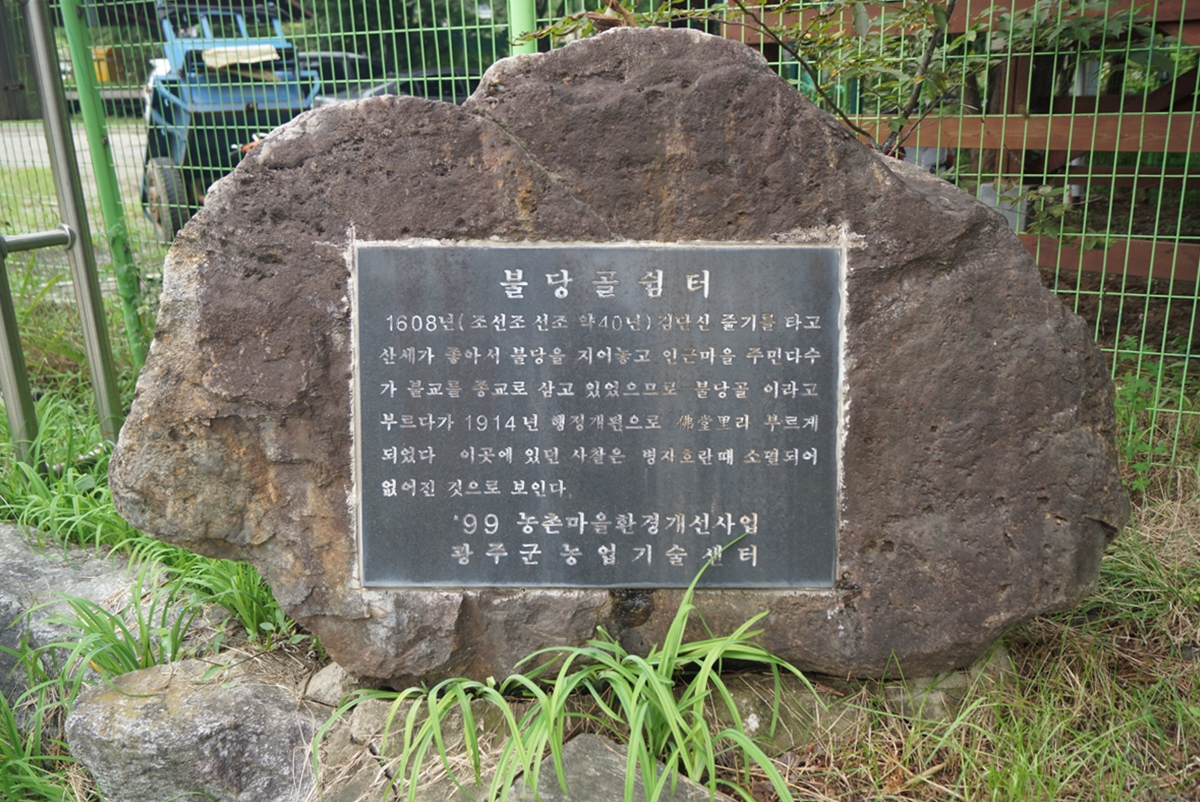 불당골쉼터
1608년(조선조 선조 약40년)검단산 줄기를 타고
산세가 좋아서 불당을 지어놓고 인근마을 주민다수
가 불교를 종교로 삼고 있었으므로 불당골 이라고
부르다가 1914년 행정개편으로 佛堂里라 부르게
되었다 이곳에 있던 사찰은 병자호란때 소멸되어
없어진 것으로 보인다
'99 농촌마을환경개선사업
광주군농업기술센터